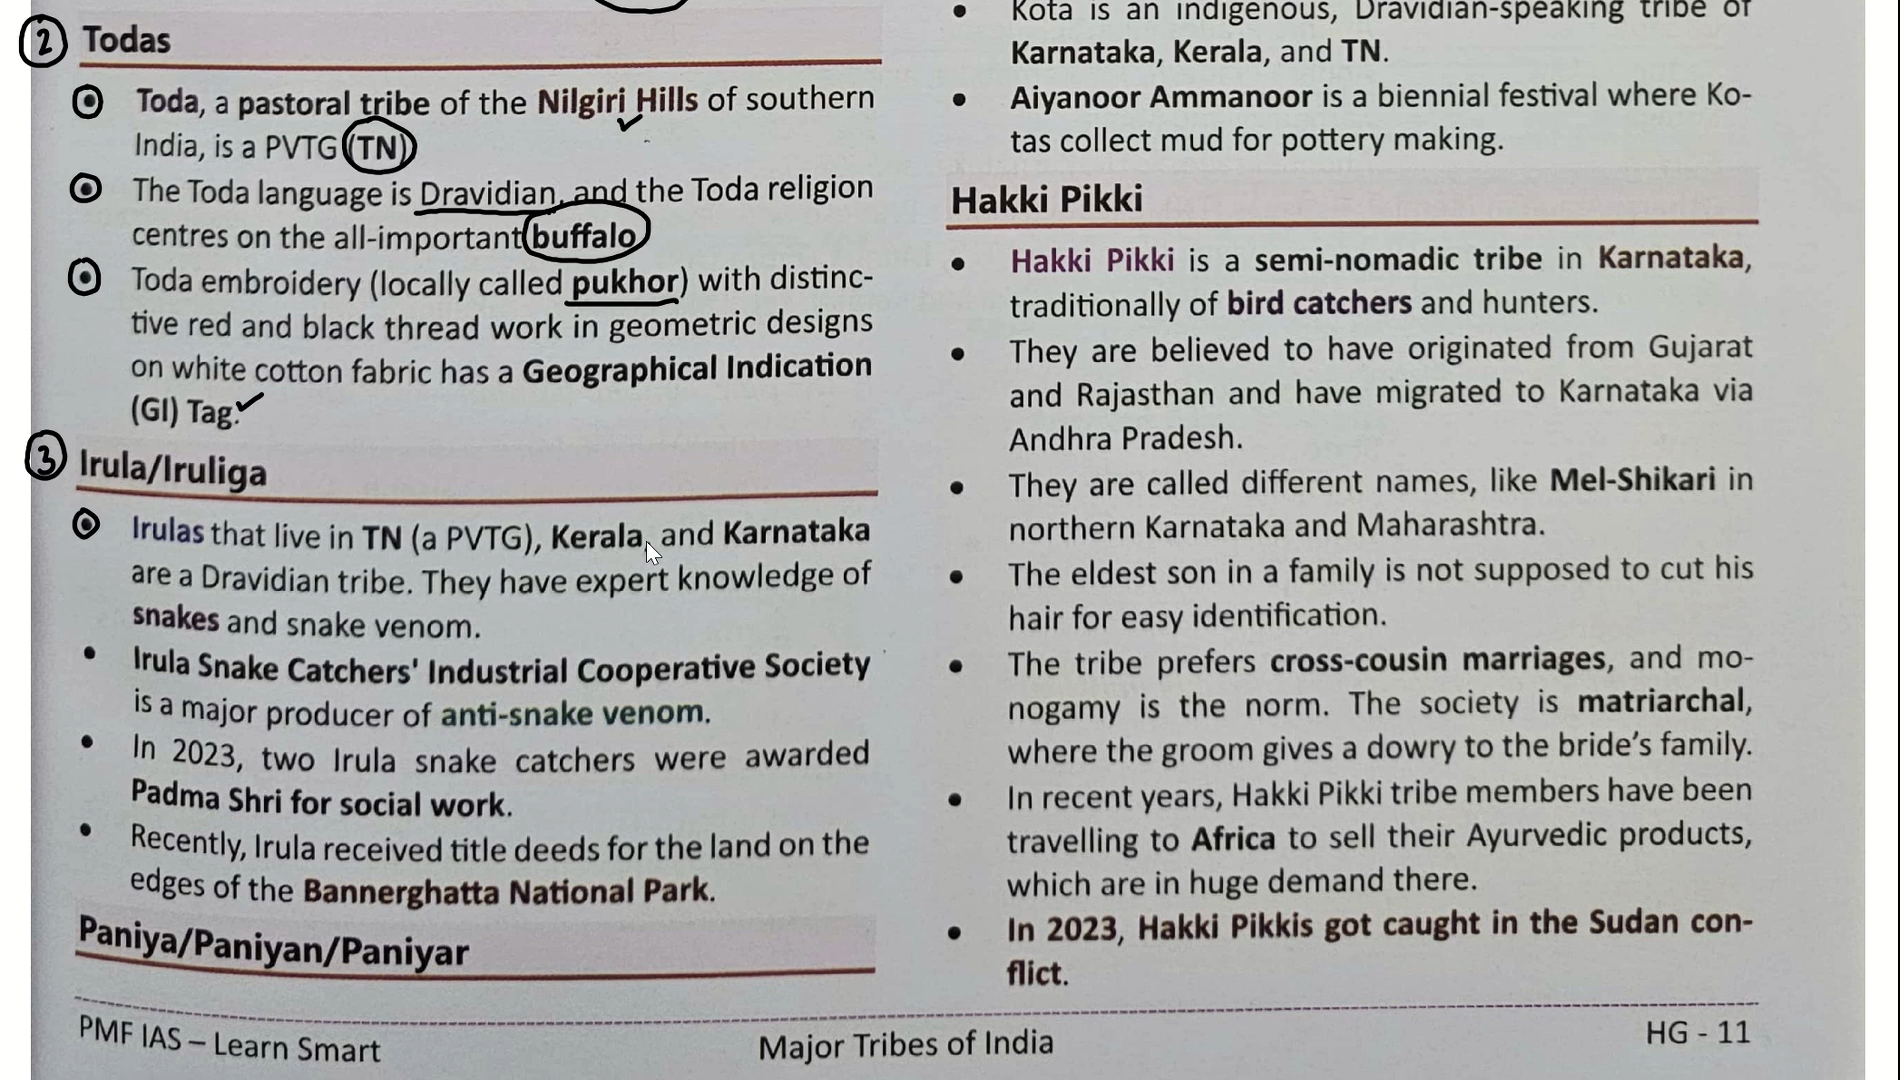 2 Todas
Toda, a pastoral tribe of the Nilgiri Hills of southern
India, is a PVTG (TN)
The Toda language is Dravidian, and the Toda religion
centres on the all-important buffalo
Toda embroidery (locally called pukhor) with distinc-
tive red and black thread work in geometric designs
on white cotton fabric has a Geographical Indication
(GI) Tag.
3 Irula/Iruliga
Irulas that live in TN (a PVTG), Kerala, and Karnataka
are a Dravidian tribe. They have expert knowledge of
snakes and snake venom.
• Irula Snake Catchers' Industrial Cooperative Society
is a major producer of anti-snake venom.
• In 2023, two Irula snake catchers were awarded
Padma Shri for social work.
• Recently, Irula received title deeds for the land on the
edges of the Bannerghatta National Park.
Paniya/Paniyan/Paniyar
• Kota is an indigenous, Dravidian-speaking tribe of
Karnataka, Kerala, and TN.
• Aiyanoor Ammanoor is a biennial festival where Ko-
tas collect mud for pottery making.
Hakki Pikki
• Hakki Pikki is a semi-nomadic tribe in Karnataka,
traditionally of bird catchers and hunters.
• They are believed to have originated from Gujarat
and Rajasthan and have migrated to Karnataka via
Andhra Pradesh.
• They are called different names, like Mel-Shikari in
northern Karnataka and Maharashtra.
• The eldest son in a family is not supposed to cut his
hair for easy identification.
• The tribe prefers cross-cousin marriages, and mo-
nogamy is the norm. The society is matriarchal,
where the groom gives a dowry to the bride's family.
• In recent years, Hakki Pikki tribe members have been
travelling to Africa to sell their Ayurvedic products,
which are in huge demand there.
• In 2023, Hakki Pikkis got caught in the Sudan con-
flict.
PMF IAS – Learn Smart
Major Tribes of India
HG - 11